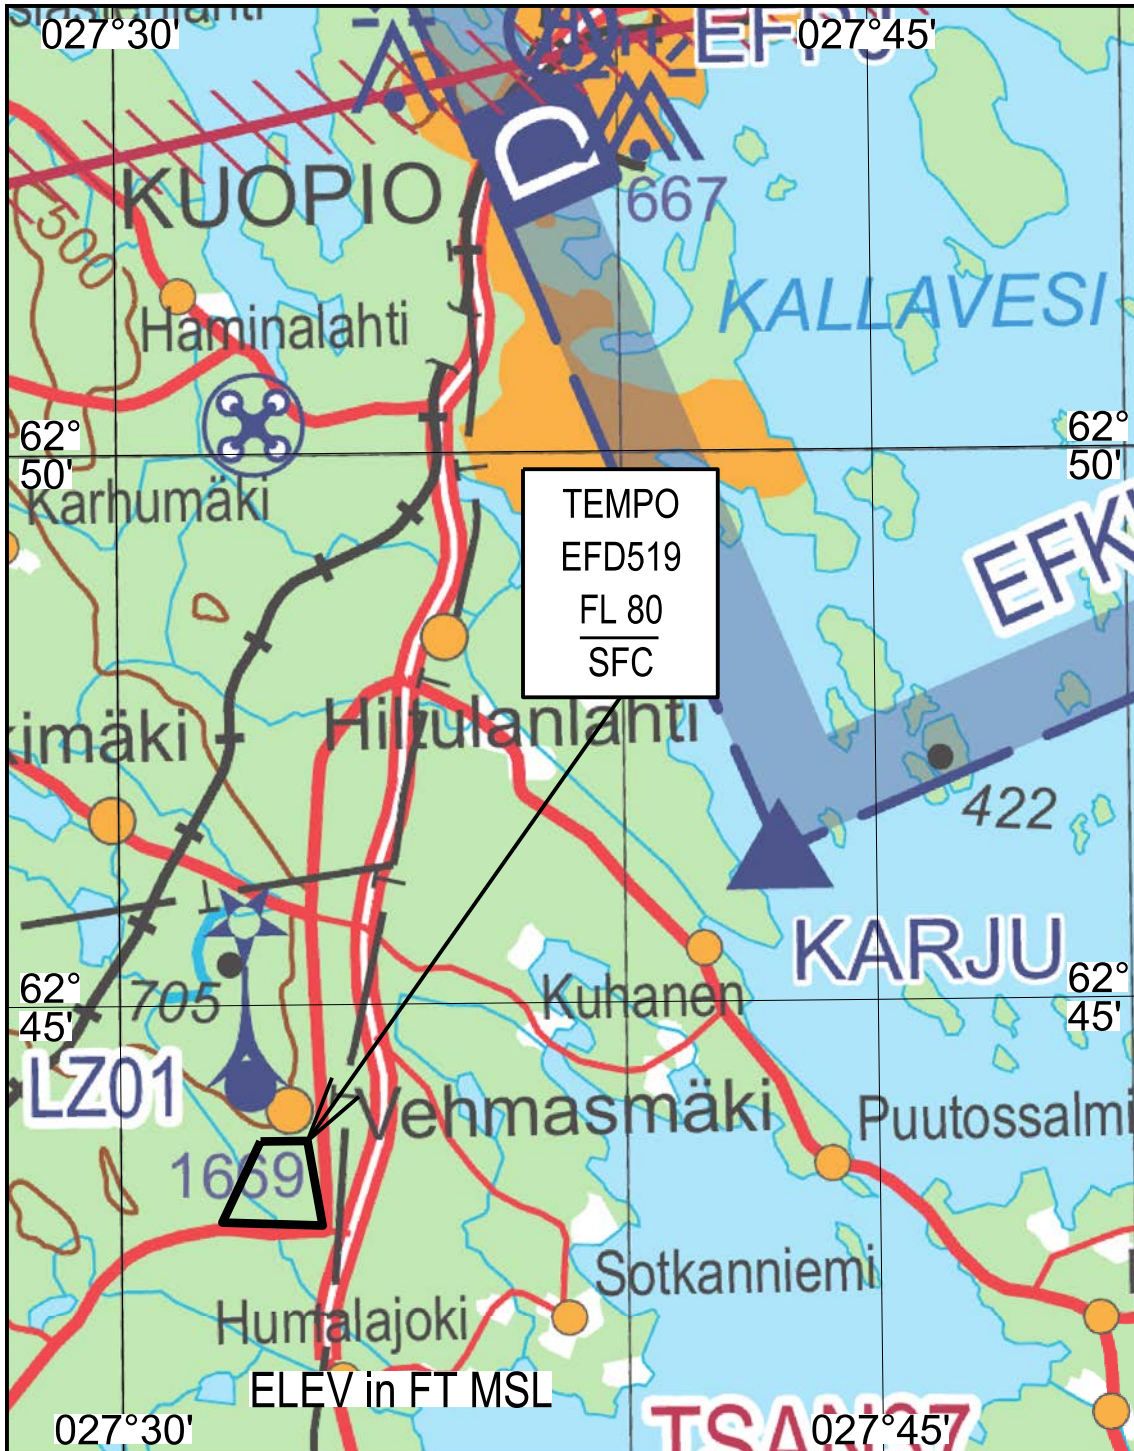 027°30'
027°45'
KUOPIO
667
500
KALLAVESI
Haminalahti
62°
50'
62°
50'
Karhumäki
TEMPO
EFD519
FL 80
SFC
Hiltulanlahti
422
KARJU
62°
45'
62°
45'
705
Kuhanen
LZ01
Vehmasmäki
Puutossalmi
1669
Sotkanniemi
Humalajoki
ELEV in FT MSL
027°30'
027°45'